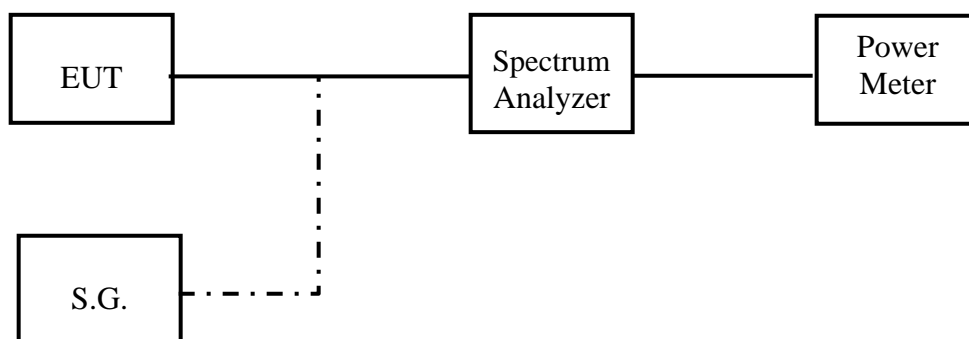 EUT
Spectrum
Analyzer
Power
Meter
S.G.